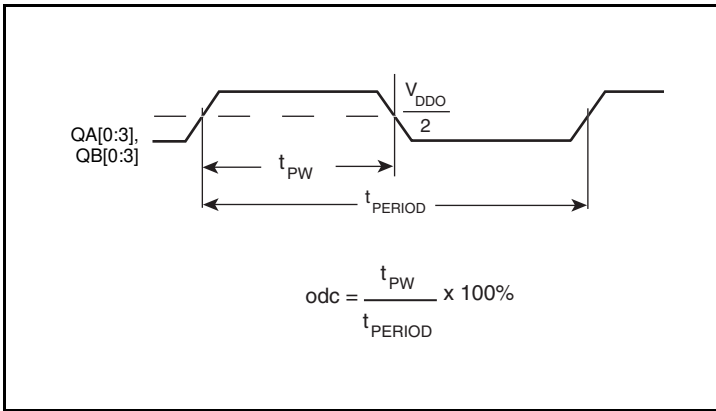 V_DDO
2
QA[0:3],
QB[0:3]
t_PW
t_PERIOD
odc = t_PW / t_PERIOD x 100%